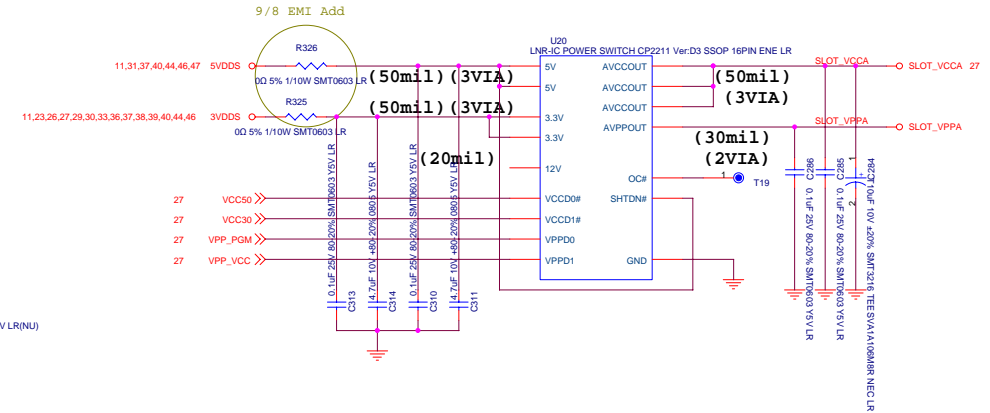 9/8 EMI Add
R326
11,31,37,40,44,46,47 5VDDS
0Ω 5% 1/10W SMT0603 LR
(50mil) (3VIA)
R325
(50mil) (3VIA)
11,23,26,27,29,30,33,36,37,38,39,40,44,46 3VDDS
0Ω 5% 1/10W SMT0603 LR
(20mil)
27 VCC50
27 VCC30
27 VPP_PGM
27 VPP_VCC
0.1uF 25V 80-20% SMT0603 Y5V LR
C313
4.7uF 10V +80-20% 0805 Y5V LR
C314
0.1uF 25V 80-20% SMT0603 Y5V LR
C310
4.7uF 10V +80-20% 0805 Y5V LR
C311
V LR(NU)
U20
LNR-IC POWER SWITCH CP2211 Ver:D3 SSOP 16PIN ENE LR
5V
5V
3.3V
3.3V
12V
VCCD0#
VCCD1#
VPPD0
VPPD1
AVCCOUT
AVCCOUT
AVCCOUT
AVPPOUT
OC#
SHTDN#
GND
SLOT_VCCA
SLOT_VCCA 27
(50mil)
(3VIA)
SLOT_VPPA
SLOT_VPPA
(30mil)
(2VIA)
1
T19
C286
0.1uF 25V 80-20% SMT0603 Y5V LR
C285
0.1uF 25V 80-20% SMT0603 Y5V LR
1
+
2
C284
10uF 10V ±20% SMT3216 TEESVA1A106M8R NEC LR